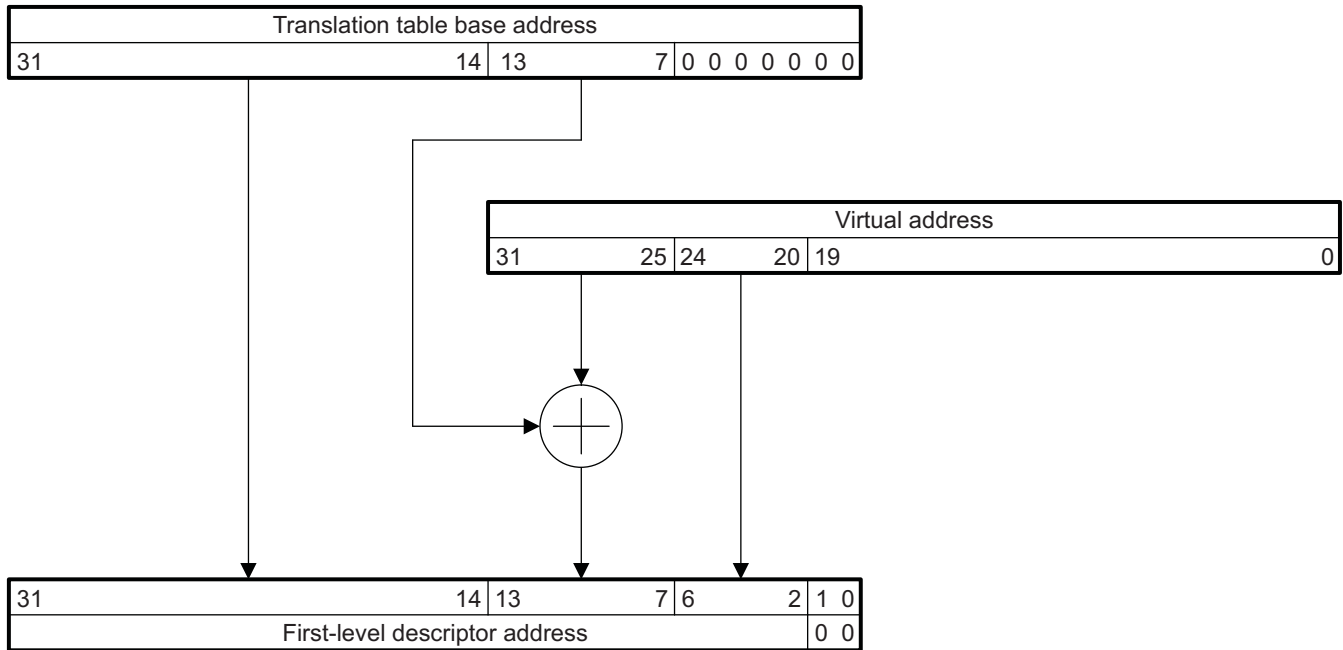 Translation table base address
31 14 13 7 0 0 0 0 0 0 0
Virtual address
31 25 24 20 19 0
31 14 13 7 6 2 1 0
First-level descriptor address 0 0